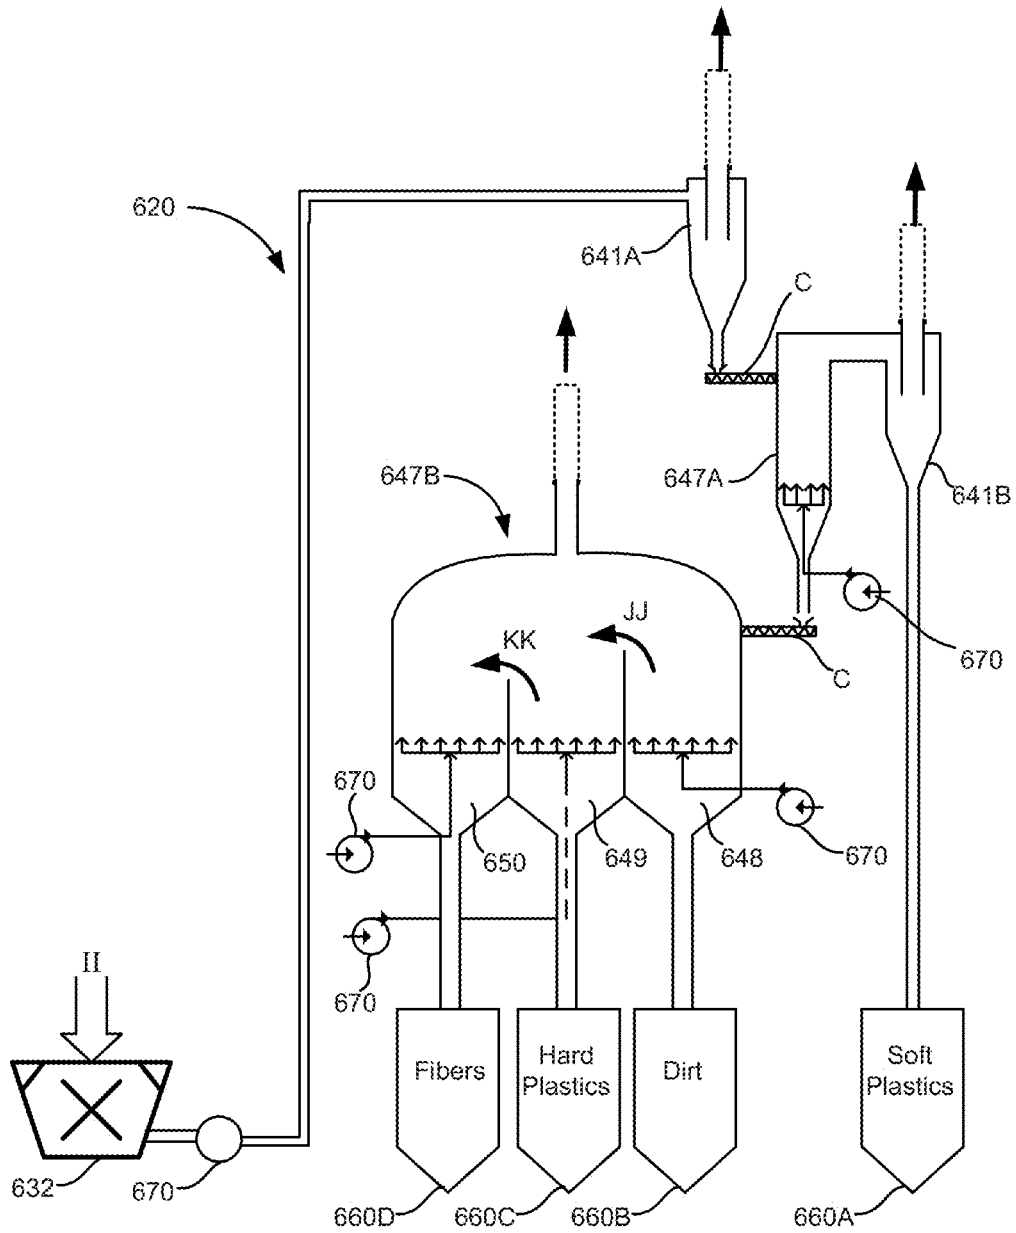 620
641A
C
647B
647A
641B
JJ
KK
670
C
670
650
649
648
670
II
670
Fibers
Hard
Plastics
Dirt
Soft
Plastics
632
670
660D
660C
660B
660A